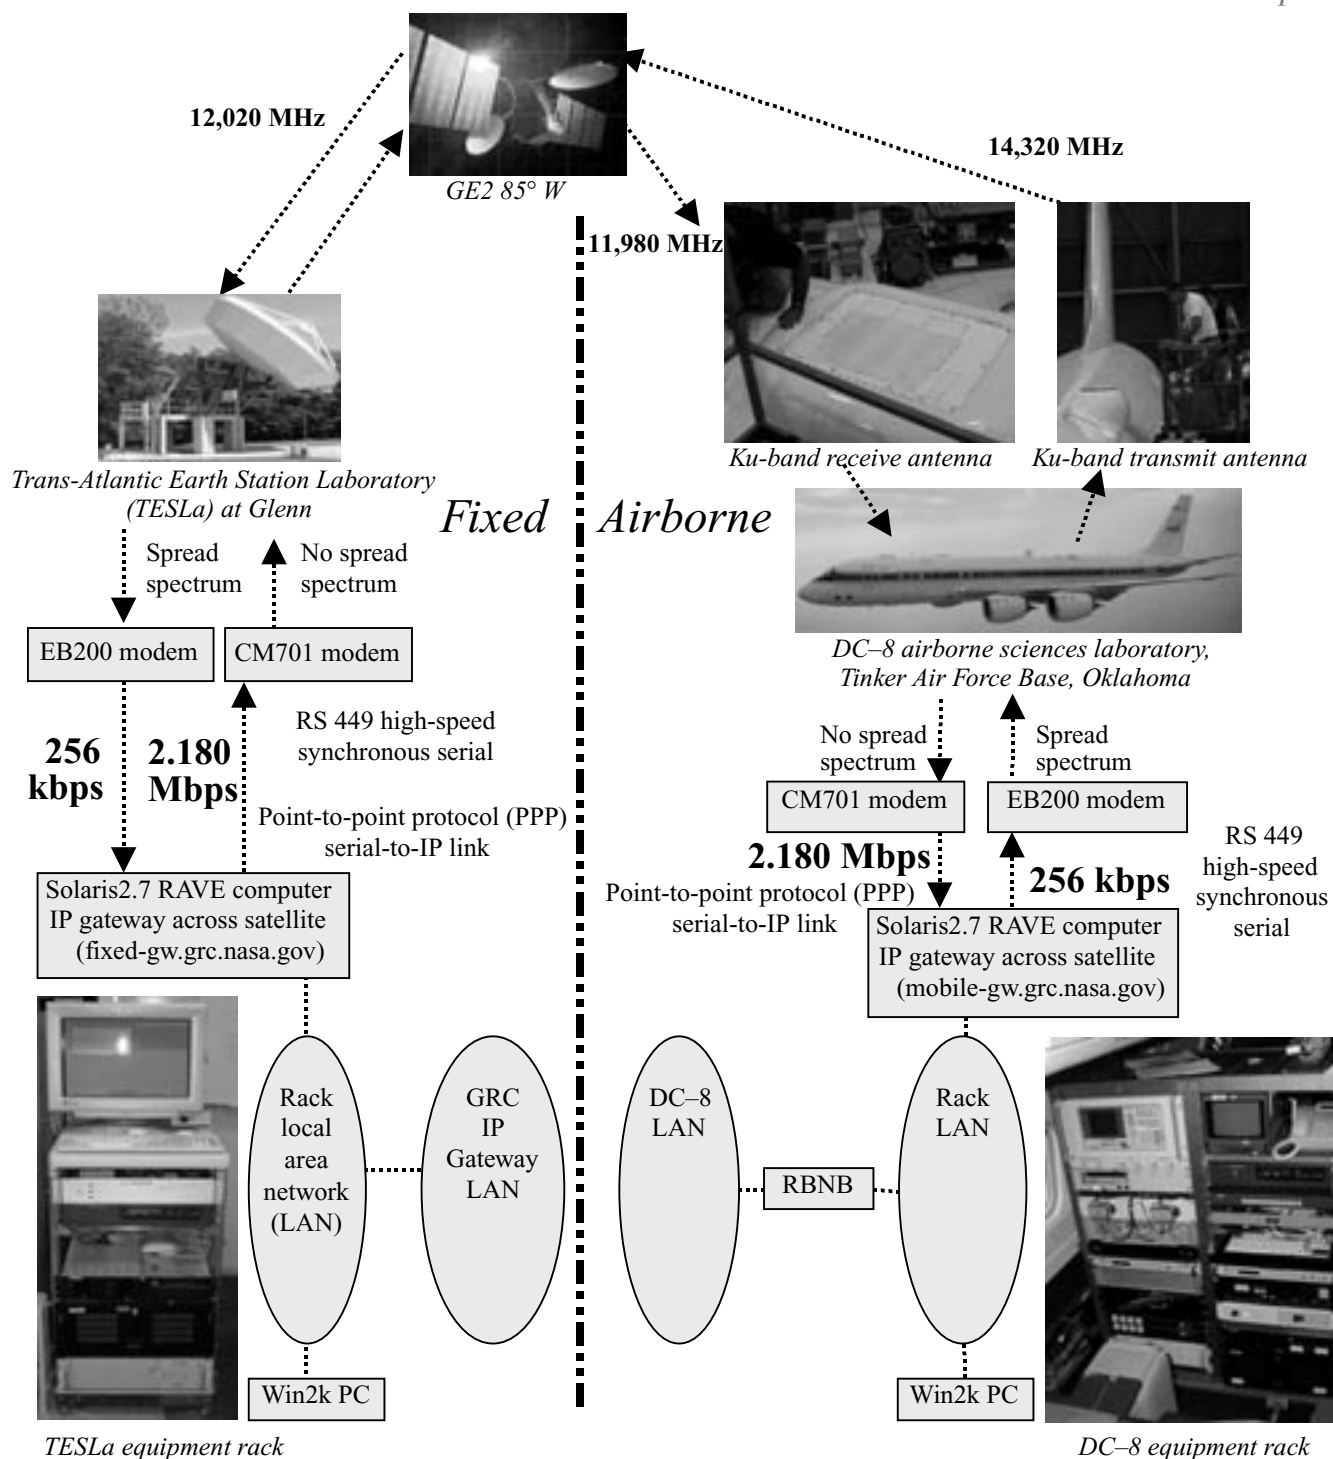 12,020 MHz
14,320 MHz
GE2 85° W
11,980 MHz
Trans-Atlantic Earth Station Laboratory
(TESLa) at Glenn
Ku-band receive antenna
Ku-band transmit antenna
Fixed
Airborne
Spread
spectrum
No spread
spectrum
EB200 modem
CM701 modem
DC–8 airborne sciences laboratory,
Tinker Air Force Base, Oklahoma
256
kbps
2.180
Mbps
RS 449 high-speed
synchronous serial
Point-to-point protocol (PPP)
serial-to-IP link
No spread
spectrum
Spread
spectrum
CM701 modem
EB200 modem
2.180 Mbps
256 kbps
RS 449
high-speed
synchronous
serial
Point-to-point protocol (PPP)
serial-to-IP link
Solaris2.7 RAVE computer
IP gateway across satellite
(fixed-gw.grc.nasa.gov)
Solaris2.7 RAVE computer
IP gateway across satellite
(mobile-gw.grc.nasa.gov)
Rack
local
area
network
(LAN)
GRC
IP
Gateway
LAN
DC–8
LAN
RBNB
Rack
LAN
Win2k PC
Win2k PC
TESLa equipment rack
DC–8 equipment rack